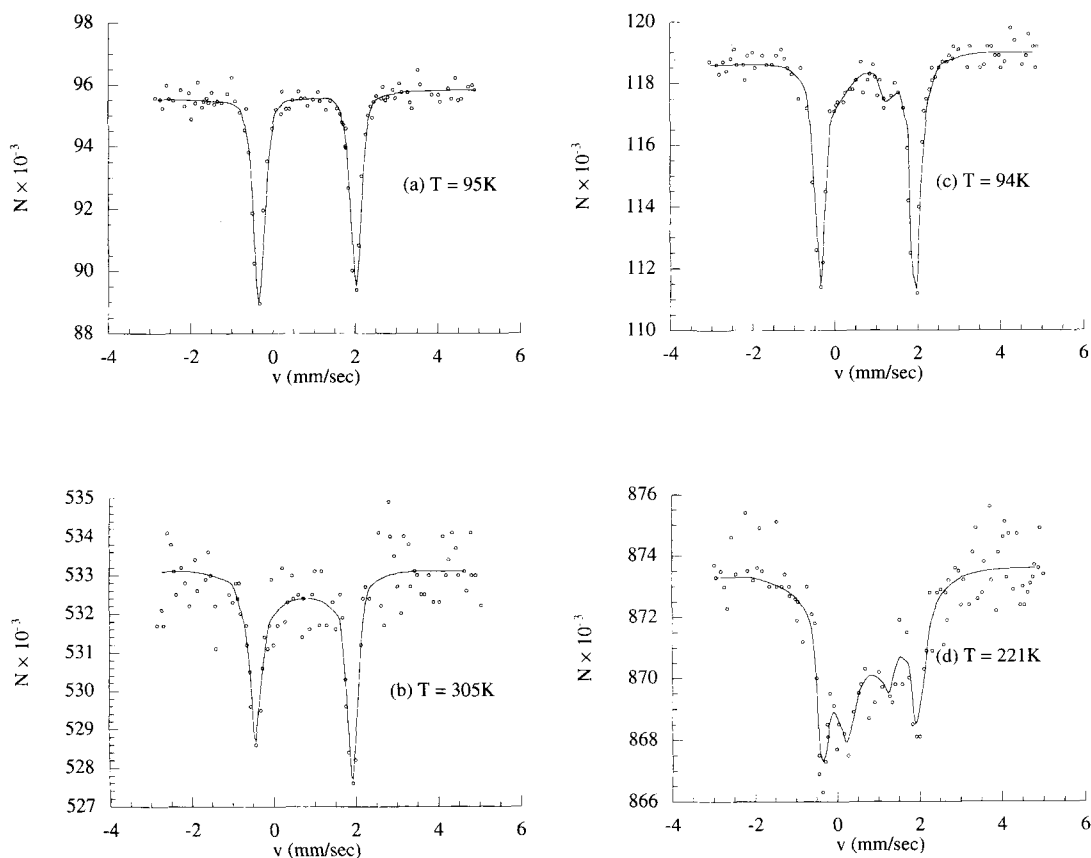 98
96
94
92
90
88
N × 10⁻³
(a) T = 95K
-4 -2 0 2 4 6
v (mm/sec)
120
118
116
114
112
110
N × 10⁻³
(c) T = 94K
-4 -2 0 2 4 6
v (mm/sec)
535
534
533
532
531
530
529
528
527
N × 10⁻³
(b) T = 305K
-4 -2 0 2 4 6
v (mm/sec)
876
874
872
870
868
866
N × 10⁻³
(d) T = 221K
-4 -2 0 2 4 6
v (mm/sec)